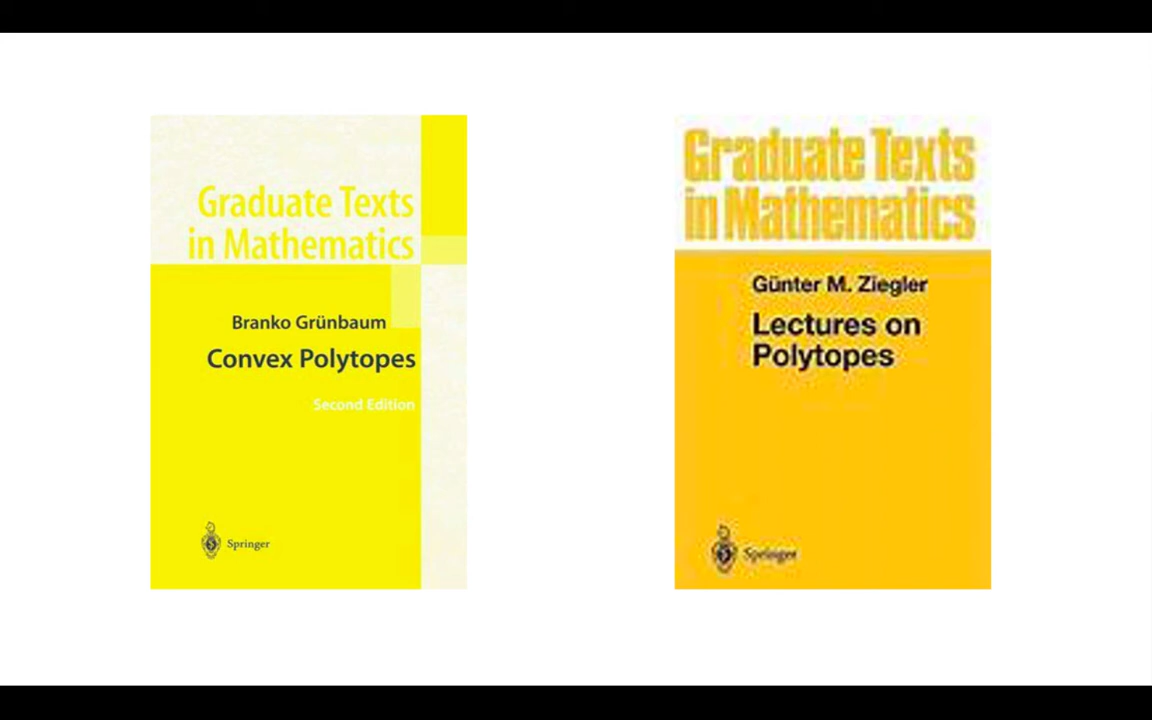 Graduate Texts
in Mathematics
Branko Grünbaum
Convex Polytopes
Second Edition
Springer
Graduate Texts
in Mathematics
Günter M. Ziegler
Lectures on
Polytopes
Springer